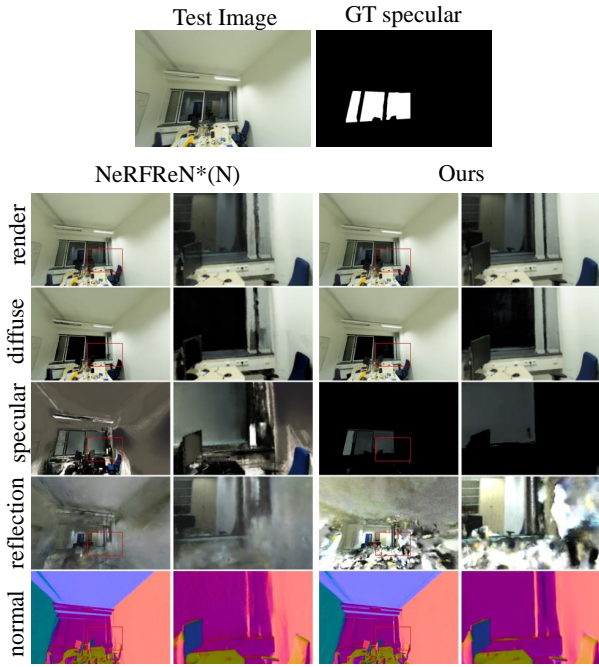 Test Image GT specular
NeRFReN*(N) Ours
render
diffuse
specular
reflection
normal